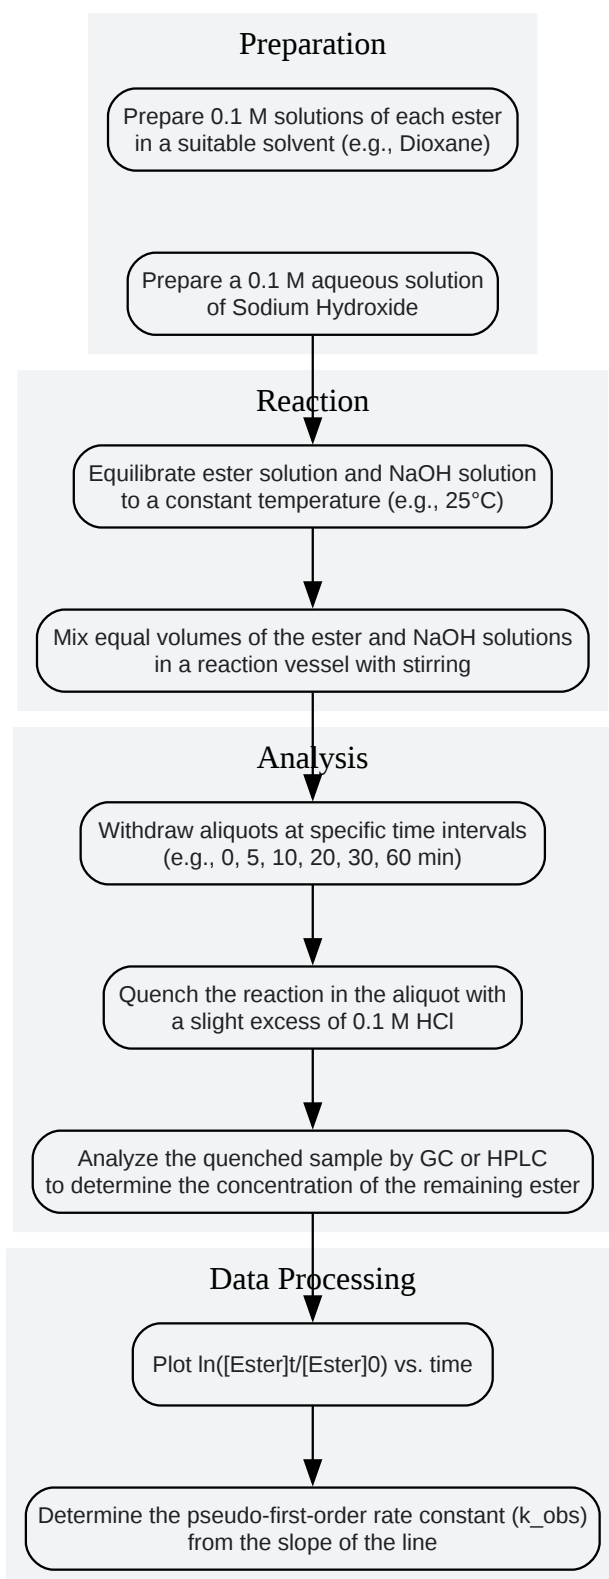 Preparation
Prepare 0.1 M solutions of each ester
in a suitable solvent (e.g., Dioxane)
Prepare a 0.1 M aqueous solution
of Sodium Hydroxide
Reaction
Equilibrate ester solution and NaOH solution
to a constant temperature (e.g., 25°C)
Mix equal volumes of the ester and NaOH solutions
in a reaction vessel with stirring
Analysis
Withdraw aliquots at specific time intervals
(e.g., 0, 5, 10, 20, 30, 60 min)
Quench the reaction in the aliquot with
a slight excess of 0.1 M HCl
Analyze the quenched sample by GC or HPLC
to determine the concentration of the remaining ester
Data Processing
Plot ln([Ester]t/[Ester]0) vs. time
Determine the pseudo-first-order rate constant (k_obs)
from the slope of the line